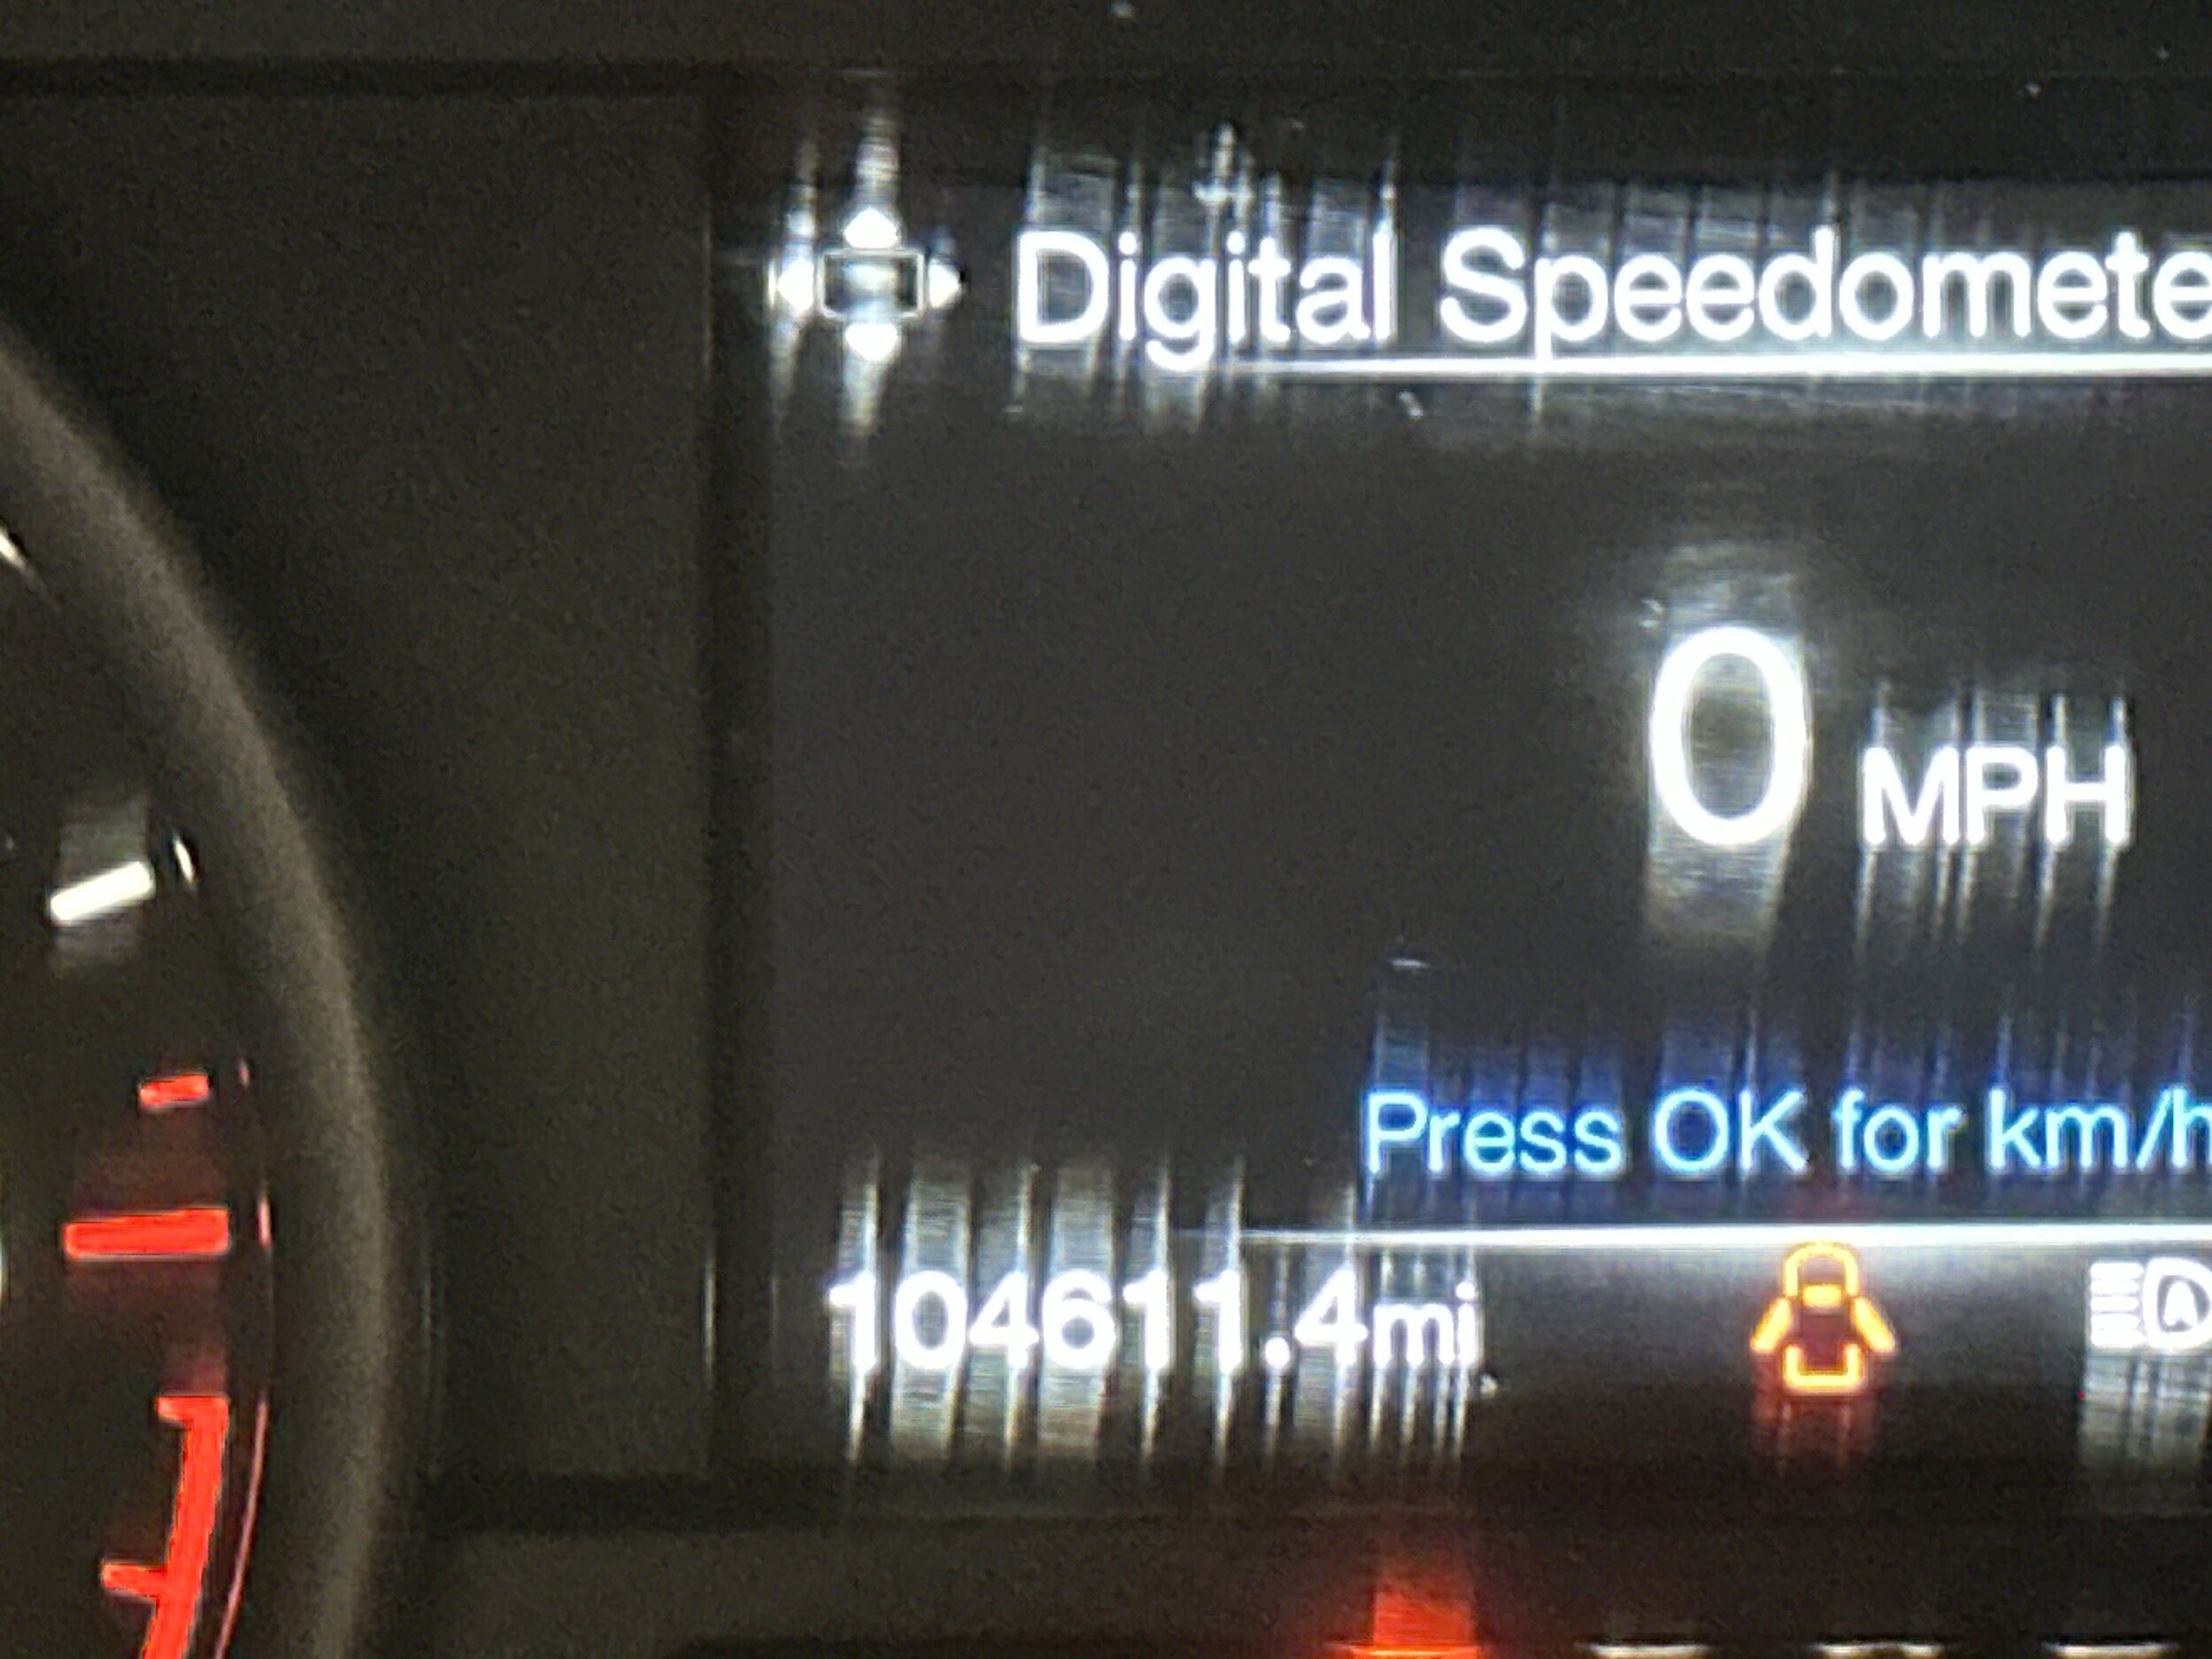 Digital Speedomete
0 MPH
Press OK for km/h
104611.4mi
A